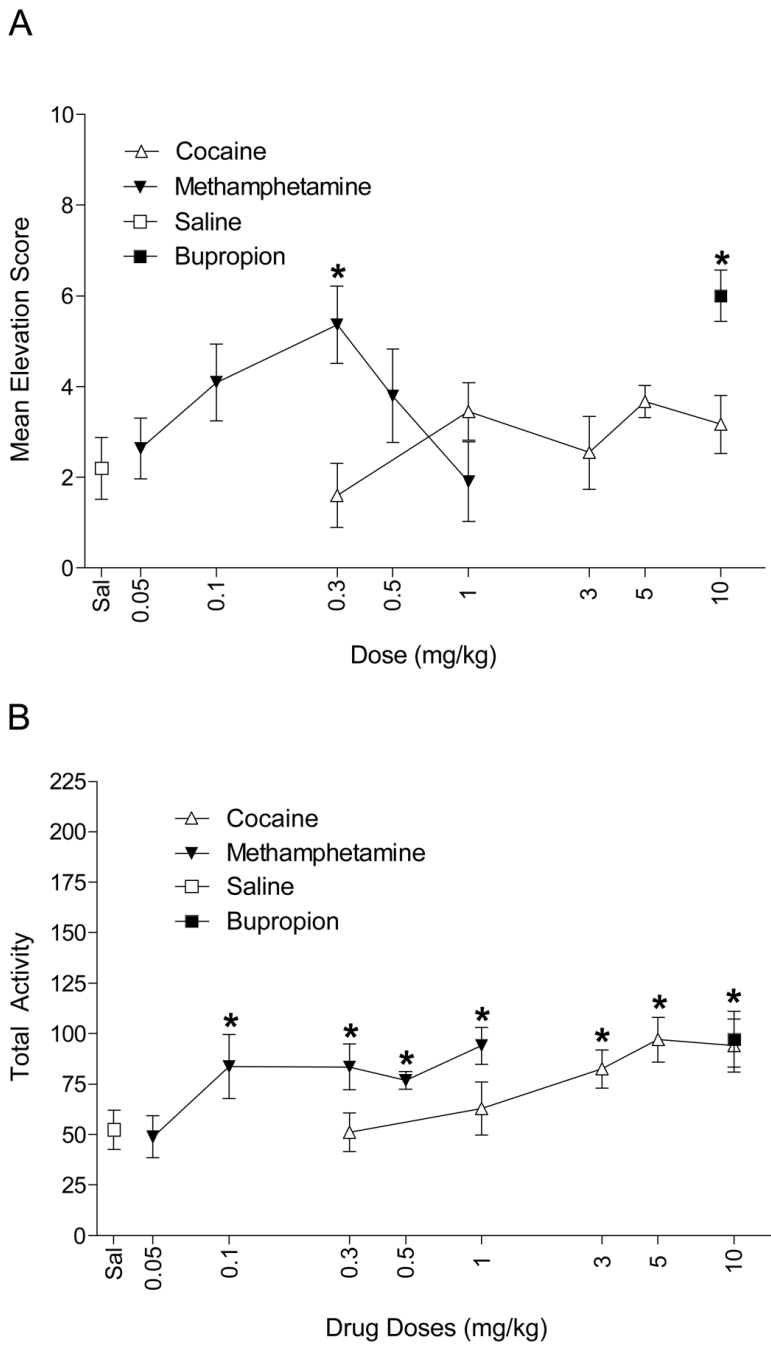 A
10
8
6
4
2
0
Mean Elevation Score
Cocaine
Methamphetamine
Saline
Bupropion
*
*
Sal
0.05
0.1
0.3
0.5
1
3
5
10
Dose (mg/kg)
B
225
200
175
150
125
100
75
50
25
0
Total Activity
Cocaine
Methamphetamine
Saline
Bupropion
*
*
*
*
*
*
*
Sal
0.05
0.1
0.3
0.5
1
3
5
10
Drug Doses (mg/kg)